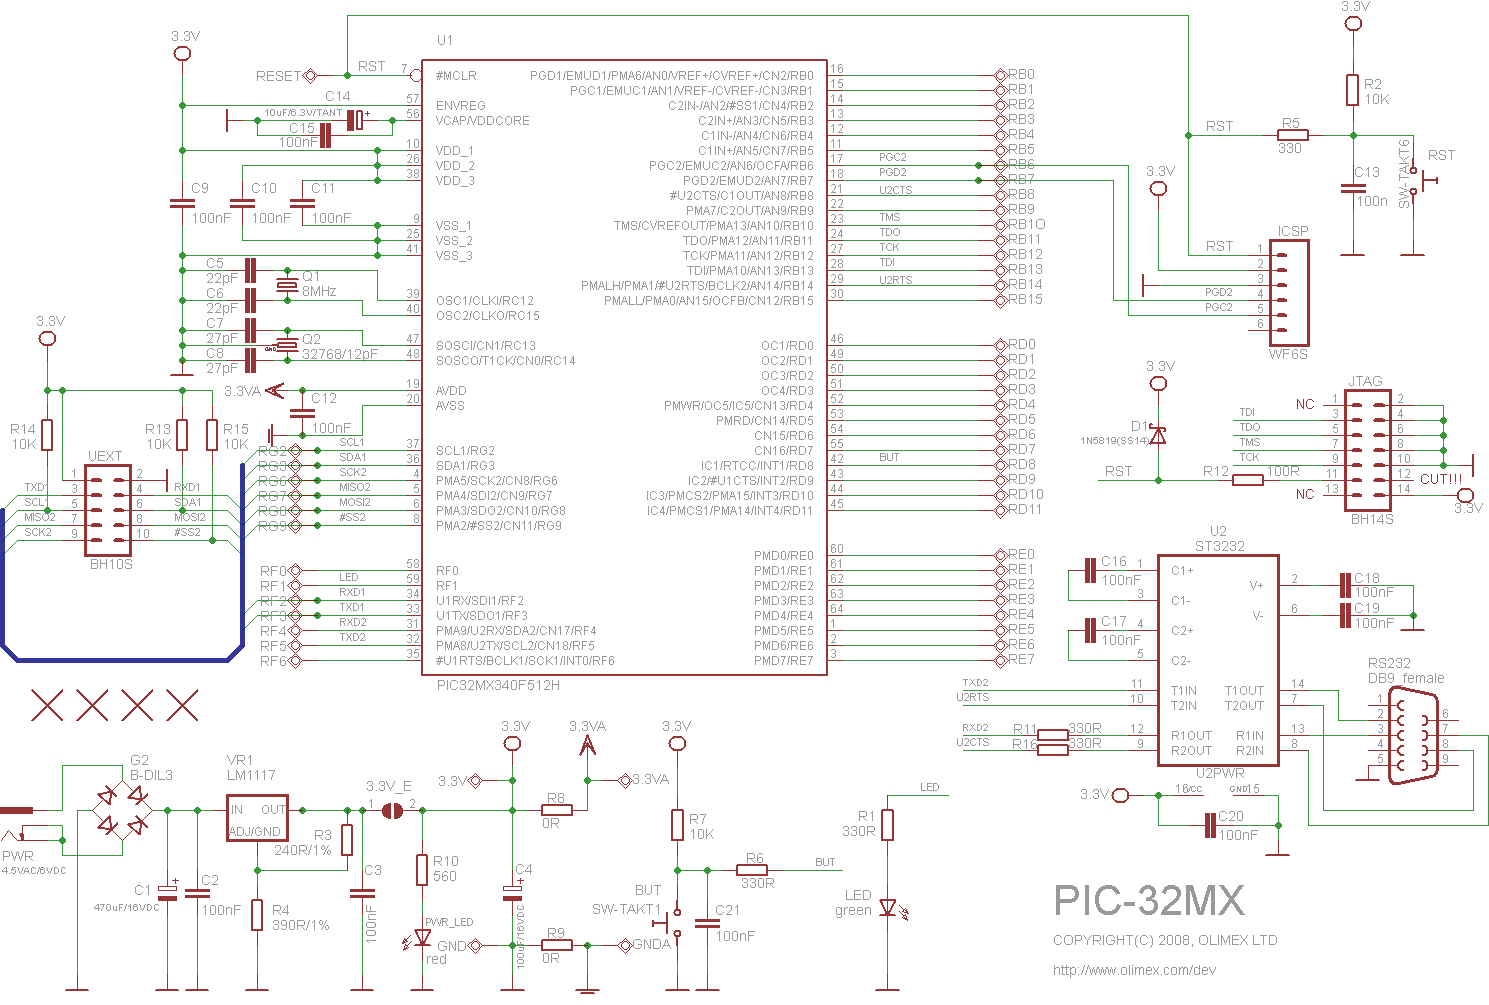 3.3V
U1
3.3V
RESET
RST
7
#MCLR
PGD1/EMUD1/PMA6/AN0/VREF+/CVREF+/CN2/RB0
16
RB0
PGC1/EMUC1/AN1/VREF-/CVREF-/CN3/RB1
15
RB1
R2
10K
C14
10uF/6.3V/TANT
57
ENVREG
C2IN-/AN2/#SS1/CN4/RB2
14
RB2
56
VCAP/VDDCORE
C2IN+/AN3/CN5/RB3
13
RB3
C15
100nF
C1IN-/AN4/CN6/RB4
12
RB4
RST
R5
330
10
VDD_1
C1IN+/AN5/CN7/RB5
11
RB5
26
VDD_2
PGC2/EMUC2/AN6/OCFA/RB6
17
PGC2
RB6
38
VDD_3
PGD2/EMUD2/AN7/RB7
18
PGD2
RB7
3.3V
C13
100n
SW-TAKT6
RST
C9
100nF
C10
100nF
C11
100nF
#U2CTS/C1OUT/AN8/RB8
21
U2CTS
RB8
PMA7/C2OUT/AN9/RB9
22
RB9
9
VSS_1
TMS/CVREFOUT/PMA13/AN10/RB10
23
TMS
RB1O
25
VSS_2
TDO/PMA12/AN11/RB11
24
TDO
RB11
41
VSS_3
TCK/PMA11/AN12/RB12
27
TCK
RB12
TDI/PMA10/AN13/RB13
28
TDI
RB13
PMALH/PMA1/#U2RTS/BCLK2/AN14/RB14
29
U2RTS
RB14
PMALL/PMA0/AN15/OCFB/CN12/RB15
30
RB15
ICSP
RST
1
2
3
PGD2
4
PGC2
5
6
WF6S
C5
22pF
Q1
8MHz
C6
22pF
39
OSC1/CLKI/RC12
40
OSC2/CLKO/RC15
C7
27pF
Q2
32768/12pF
C8
27pF
47
SOSCI/CN1/RC13
48
SOSCO/T1CK/CN0/RC14
OC1/RD0
46
RD0
OC2/RD1
49
RD1
OC3/RD2
50
RD2
OC4/RD3
51
RD3
PMWR/OC5/IC5/CN13/RD4
52
RD4
PMRD/CN14/RD5
53
RD5
CN15/RD6
54
RD6
CN16/RD7
55
RD7
IC1/RTCC/INT1/RD8
42
BUT
RD8
IC2/#U1CTS/INT2/RD9
43
RD9
IC3/PMCS2/PMA15/INT3/RD10
44
RD10
IC4/PMCS1/PMA14/INT4/RD11
45
RD11
3.3V
3.3VA
19
AVDD
20
AVSS
C12
100nF
R14
10K
R13
10K
R15
10K
UEXT
1
2
TXD1
3
4
RXD1
SCL1
5
6
SDA1
MISO2
7
8
MOSI2
SCK2
9
10
#SS2
BH10S
RG2
SCL1
37
SCL1/RG2
RG3
SDA1
36
SDA1/RG3
RG6
SCK2
4
PMA5/SCK2/CN8/RG6
RG7
MISO2
5
PMA4/SDI2/CN9/RG7
RG8
MOSI2
6
PMA3/SDO2/CN10/RG8
RG9
#SS2
8
PMA2/#SS2/CN11/RG9
3.3V
D1
1N5819(SS14)
RST
R12
100R
JTAG
NC
1
2
TDI
3
4
TDO
5
6
TMS
7
8
TCK
9
10
11
12
CUT!!!
NC
13
14
BH14S
3.3V
RF0
58
RF0
RF1
LED
59
RF1
RF2
RXD1
34
U1RX/SDI1/RF2
RF3
TXD1
33
U1TX/SDO1/RF3
RF4
RXD2
31
PMA9/U2RX/SDA2/CN17/RF4
RF5
TXD2
32
PMA8/U2TX/SCL2/CN18/RF5
RF6
35
#U1RTS/BCLK1/SCK1/INT0/RF6
PMD0/RE0
60
RE0
PMD1/RE1
61
RE1
PMD2/RE2
62
RE2
PMD3/RE3
63
RE3
PMD4/RE4
64
RE4
PMD5/RE5
1
RE5
PMD6/RE6
2
RE6
PMD7/RE7
3
RE7
PIC32MX340F512H
U2
ST3232
C16
100nF
1
C1+
3
C1-
C17
100nF
4
C2+
5
C2-
V+
2
C18
100nF
V-
6
C19
100nF
TXD2
11
T1IN
T1OUT
14
U2RTS
10
T2IN
T2OUT
7
RXD2
R11
330R
12
R1OUT
R1IN
13
U2CTS
R16
330R
9
R2OUT
R2IN
8
RS232
DB9 female
1
6
2
7
3
8
4
9
5
U2PWR
3.3V
16
VCC
GND
15
C20
100nF
G2
B-DIL3
VR1
LM1117
IN
OUT
ADJ/GND
3.3V_E
1
2
3.3V
3.3V
3.3VA
3.3VA
R8
0R
3.3V
R7
10K
LED
R1
330R
PWR
4.5VAC/6VDC
R3
240R/1%
C1
470uF/16VDC
C2
100nF
R4
390R/1%
C3
100nF
R10
560
PWR_LED
red
C4
100uF/16VDC
GND
R9
0R
GNDA
BUT
SW-TAKT1
R6
330R
BUT
C21
100nF
LED
green
PIC-32MX
COPYRIGHT(C) 2008, OLIMEX LTD
http://www.olimex.com/dev